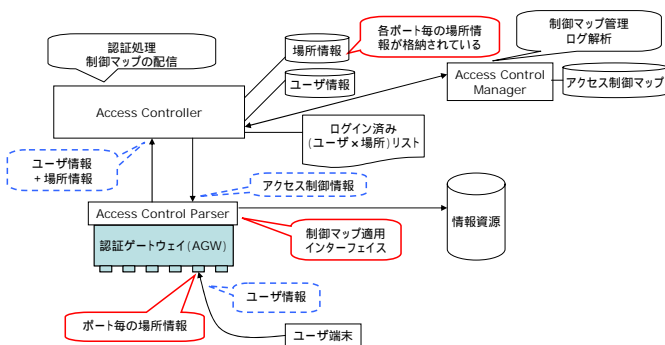 認証処理
制御マップの配信
場所情報
各ポート毎の場所情
報が格納されている
制御マップ管理
ログ解析
ユーザ情報
Access Control
Manager
アクセス制御マップ
Access Controller
ログイン済み
(ユーザ×場所)リスト
ユーザ情報
+ 場所情報
アクセス制御情報
Access Control Parser
認証ゲートウェイ(AGW)
制御マップ適用
インターフェイス
情報資源
ユーザ情報
ポート毎の場所情報
ユーザ端末